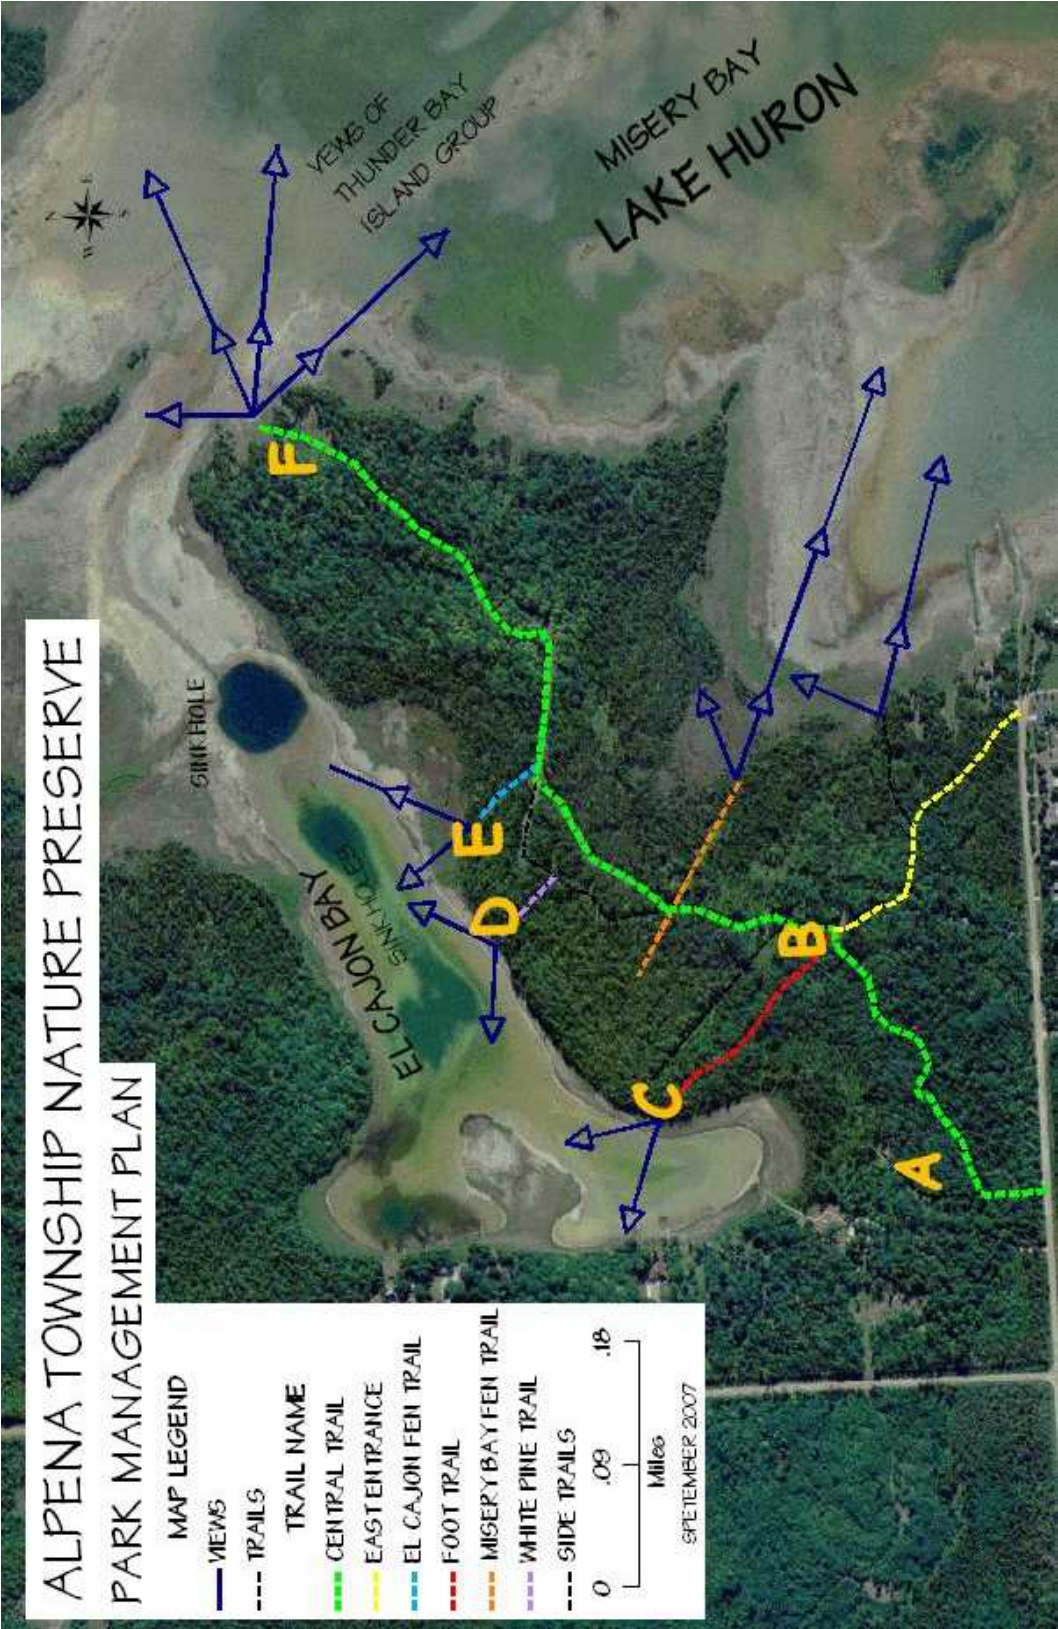 ALPENA TOWNSHIP NATURE PRESERVE
PARK MANAGEMENT PLAN
MAP LEGEND
VIEWS
TRAILS
TRAIL NAME
CENTRAL TRAIL
EAST ENTRANCE
EL CAJON FEN TRAIL
FOOT TRAIL
MISERY BAY FEN TRAIL
WHITE PINE TRAIL
SIDE TRAILS
0 .09 .18
Miles
SPETEMBER 2007
SINKHOLE
EL CAJON BAY
SINKHOLES
VIEWS OF
THUNDER BAY
ISLAND GROUP
MISERY BAY
LAKE HURON
A
B
C
D
E
F